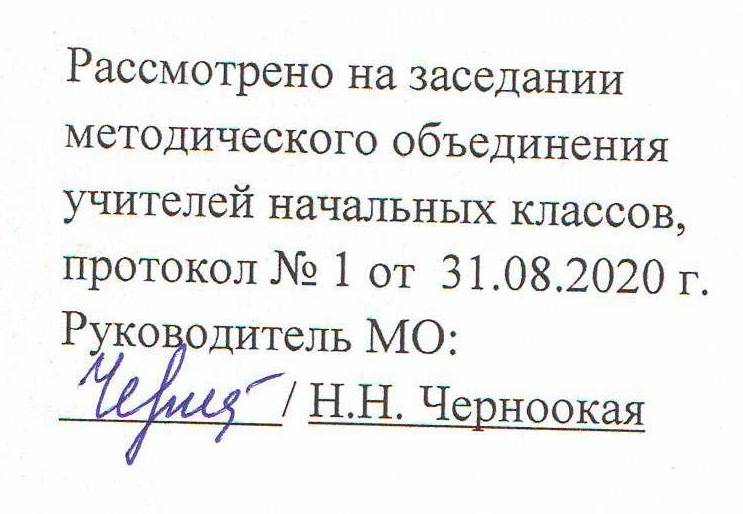 Рассмотрено на заседании
методического объединения
учителей начальных классов,
протокол № 1 от 31.08.2020 г.
Руководитель МО:
/ Н.Н. Черноокая